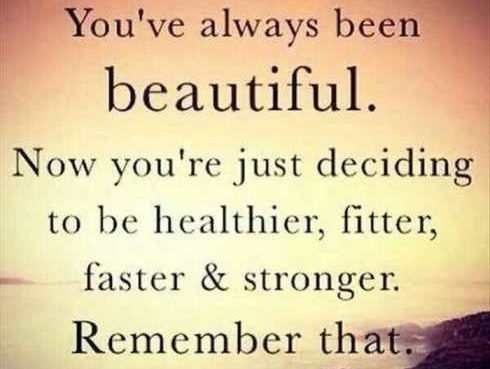 You've always been
beautiful.
Now you're just deciding
to be healthier, fitter,
faster & stronger.
Remember that.